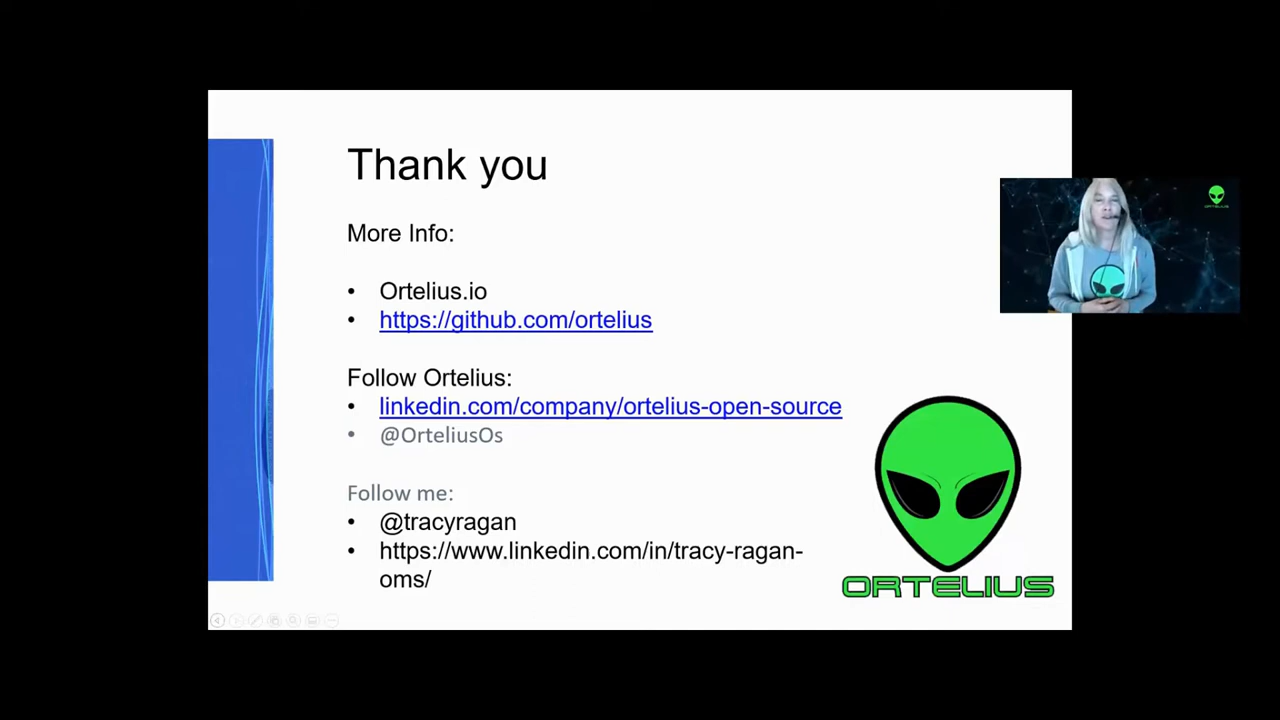 Thank you
More Info:
• Ortelius.io
• https://github.com/ortelius
Follow Ortelius:
• linkedin.com/company/ortelius-open-source
• @OrteliusOs
Follow me:
• @tracyragan
• https://www.linkedin.com/in/tracy-ragan-
oms/
ORTELIUS
ORTELIUS